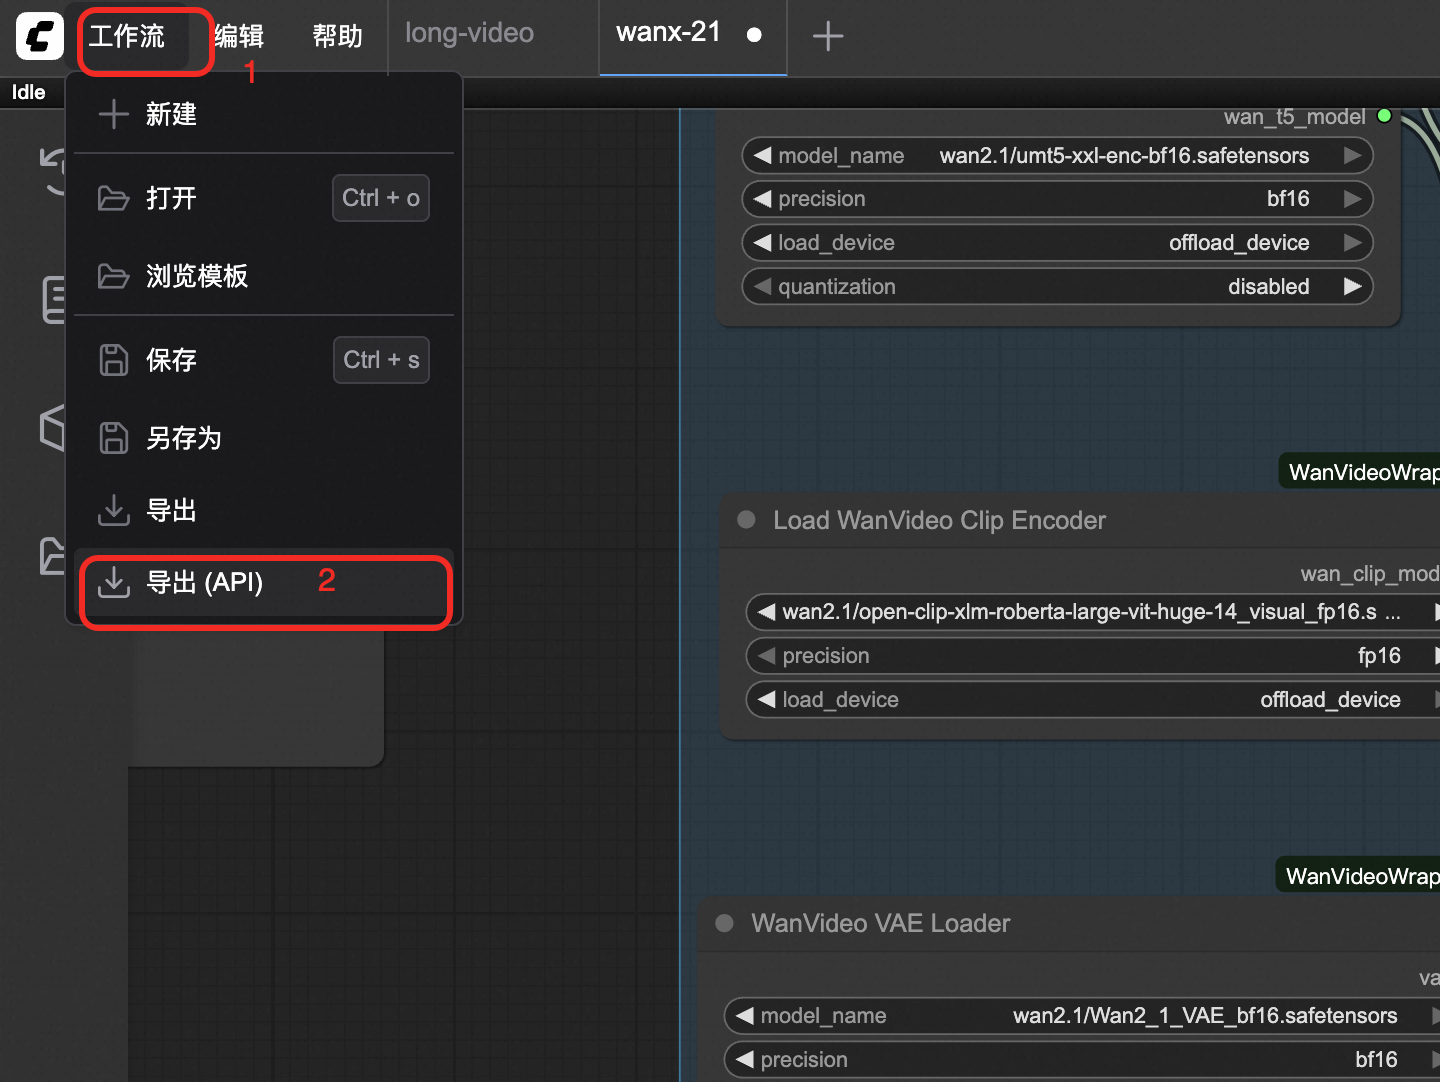 工作流 编辑 帮助 long-video wanx-21
1
Idle
新建
打开 Ctrl + o
浏览模板
保存 Ctrl + s
另存为
导出
导出 (API) 2
wan_t5_model
model_name wan2.1/umt5-xxl-enc-bf16.safetensors
precision bf16
load_device offload_device
quantization disabled
WanVideoWrap
Load WanVideo Clip Encoder
wan_clip_mod
wan2.1/open-clip-xlm-roberta-large-vit-huge-14_visual_fp16.s ...
precision fp16
load_device offload_device
WanVideoWrap
WanVideo VAE Loader
va
model_name wan2.1/Wan2_1_VAE_bf16.safetensors
precision bf16